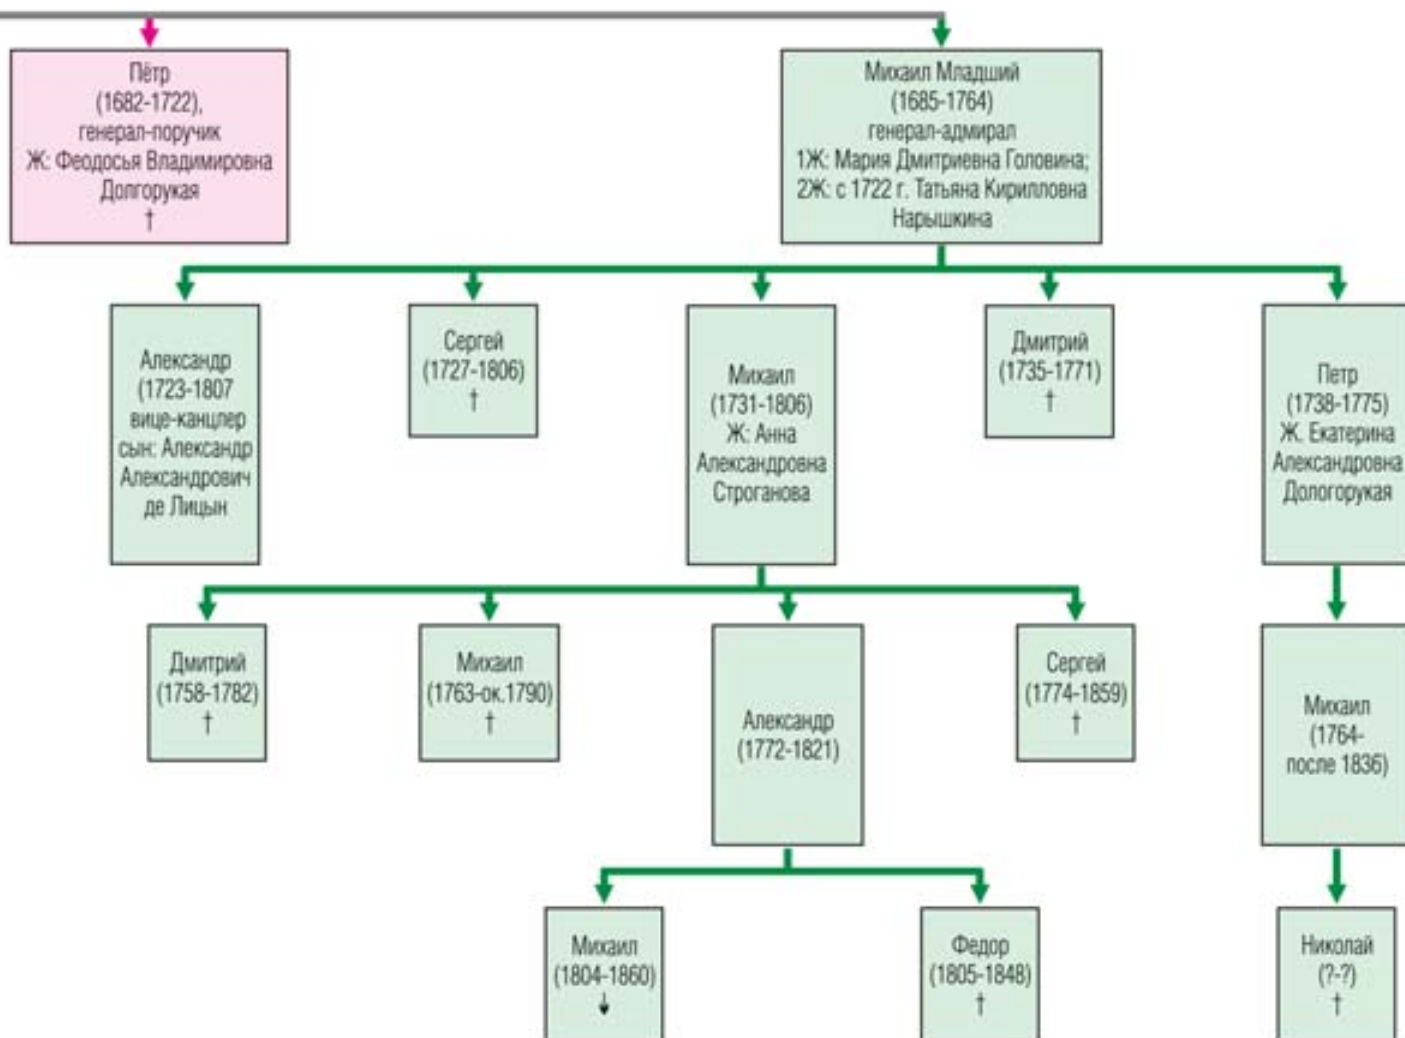 Пётр
(1682-1722),
генерал-поручик
Ж: Феодосья Владимировна
Долгорукая
†
Михаил Младший
(1685-1764)
генерал-адмирал
1Ж: Мария Дмитриевна Головина;
2Ж: с 1722 г. Татьяна Кирилловна
Нарышкина
Александр
(1723-1807
вице-канцлер
сын: Александр
Александрович
де Лицын
Сергей
(1727-1806)
†
Михаил
(1731-1806)
Ж: Анна
Александровна
Строганова
Дмитрий
(1735-1771)
†
Петр
(1738-1775)
Ж. Екатерина
Александровна
Дологорукая
Дмитрий
(1758-1782)
†
Михаил
(1763-ок.1790)
†
Александр
(1772-1821)
Сергей
(1774-1859)
†
Михаил
(1764-
после 1836)
Михаил
(1804-1860)
Федор
(1805-1848)
†
Николай
(?-?)
†